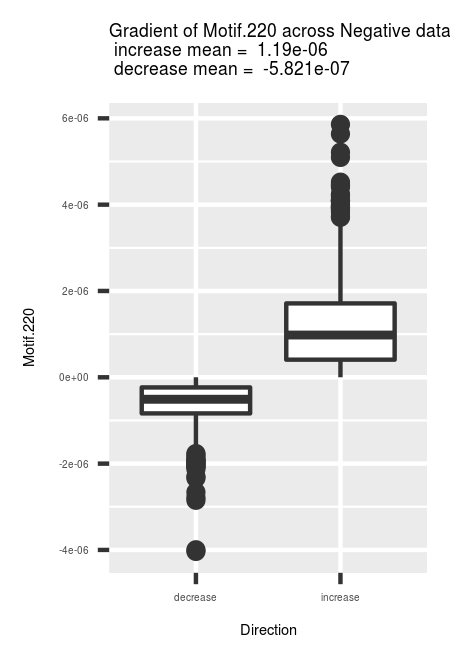 Gradient of Motif.220 across Negative data
increase mean =  1.19e-06
decrease mean =  -5.821e-07
6e-06
4e-06
2e-06
0e+00
-2e-06
-4e-06
Motif.220
decrease
increase
Direction